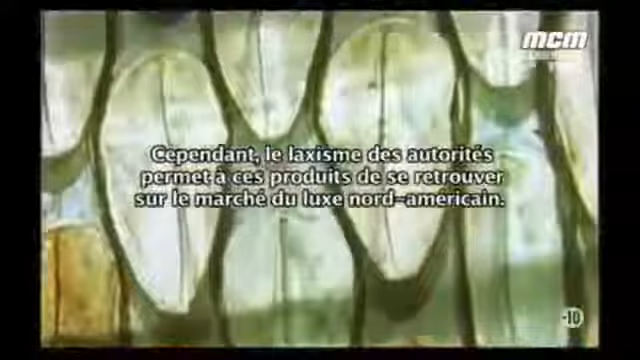 mcm
Cependant, le laxisme des autorités
permet à ces produits de se retrouver
sur le marché du luxe nord-americain.
-10